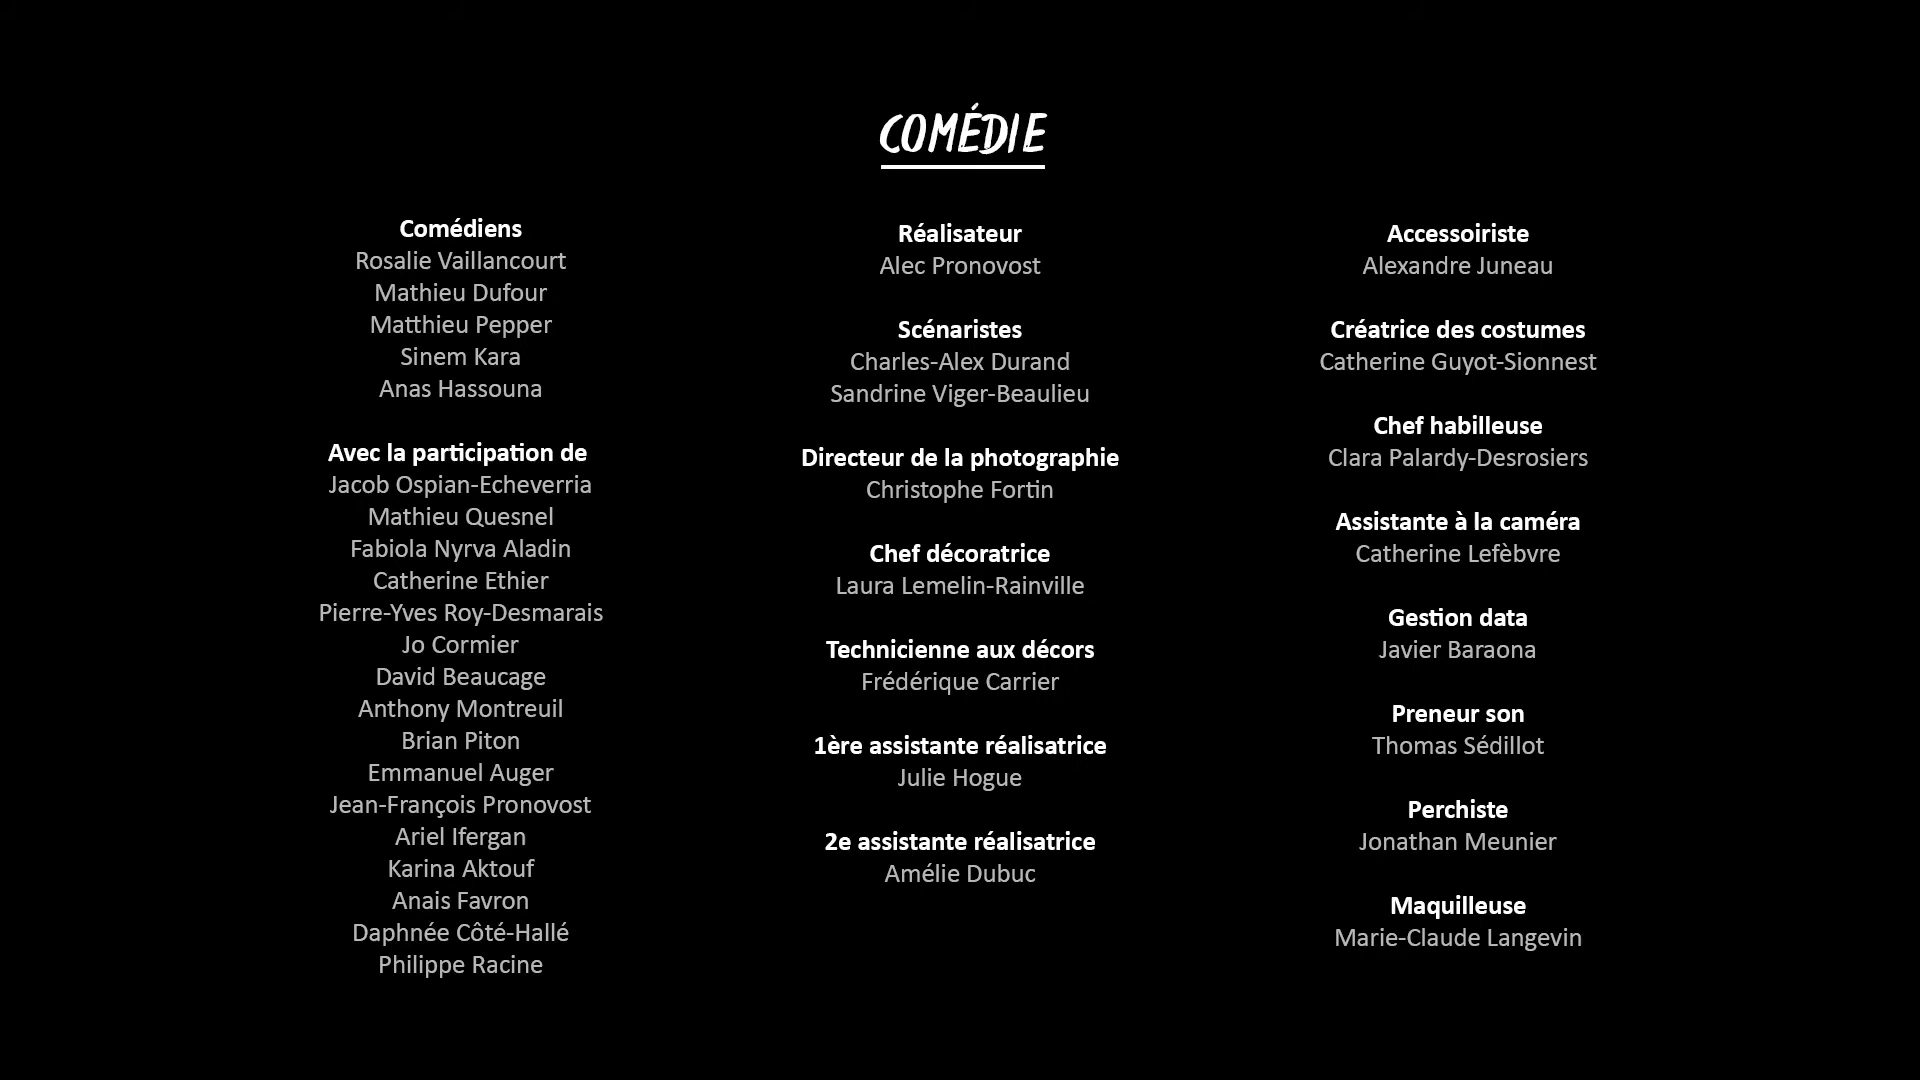 COMÉDIE
Comédiens
Rosalie Vaillancourt
Mathieu Dufour
Matthieu Pepper
Sinem Kara
Anas Hassouna
Avec la participation de
Jacob Ospian-Echeverria
Mathieu Quesnel
Fabiola Nyrva Aladin
Catherine Ethier
Pierre-Yves Roy-Desmarais
Jo Cormier
David Beaucage
Anthony Montreuil
Brian Piton
Emmanuel Auger
Jean-François Pronovost
Ariel Ifergan
Karina Aktouf
Anais Favron
Daphnée Côté-Hallé
Philippe Racine
Réalisateur
Alec Pronovost
Scénaristes
Charles-Alex Durand
Sandrine Viger-Beaulieu
Directeur de la photographie
Christophe Fortin
Chef décoratrice
Laura Lemelin-Rainville
Technicienne aux décors
Frédérique Carrier
1ère assistante réalisatrice
Julie Hogue
2e assistante réalisatrice
Amélie Dubuc
Accessoiriste
Alexandre Juneau
Créatrice des costumes
Catherine Guyot-Sionnest
Chef habilleuse
Clara Palardy-Desrosiers
Assistante à la caméra
Catherine Lefèbvre
Gestion data
Javier Baraona
Preneur son
Thomas Sédillot
Perchiste
Jonathan Meunier
Maquilleuse
Marie-Claude Langevin